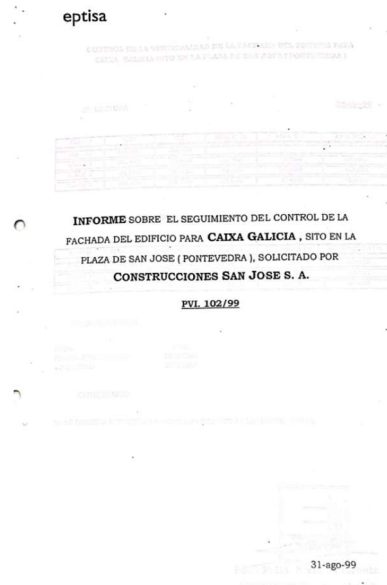 eptisa
INFORME SOBRE EL SEGUIMIENTO DEL CONTROL DE LA
FACHADA DEL EDIFICIO PARA CAIXA GALICIA , SITO EN LA
PLAZA DE SAN JOSE ( PONTEVEDRA ), SOLICITADO POR
CONSTRUCCIONES SAN JOSE S. A.
PVI. 102/99
31-ago-99